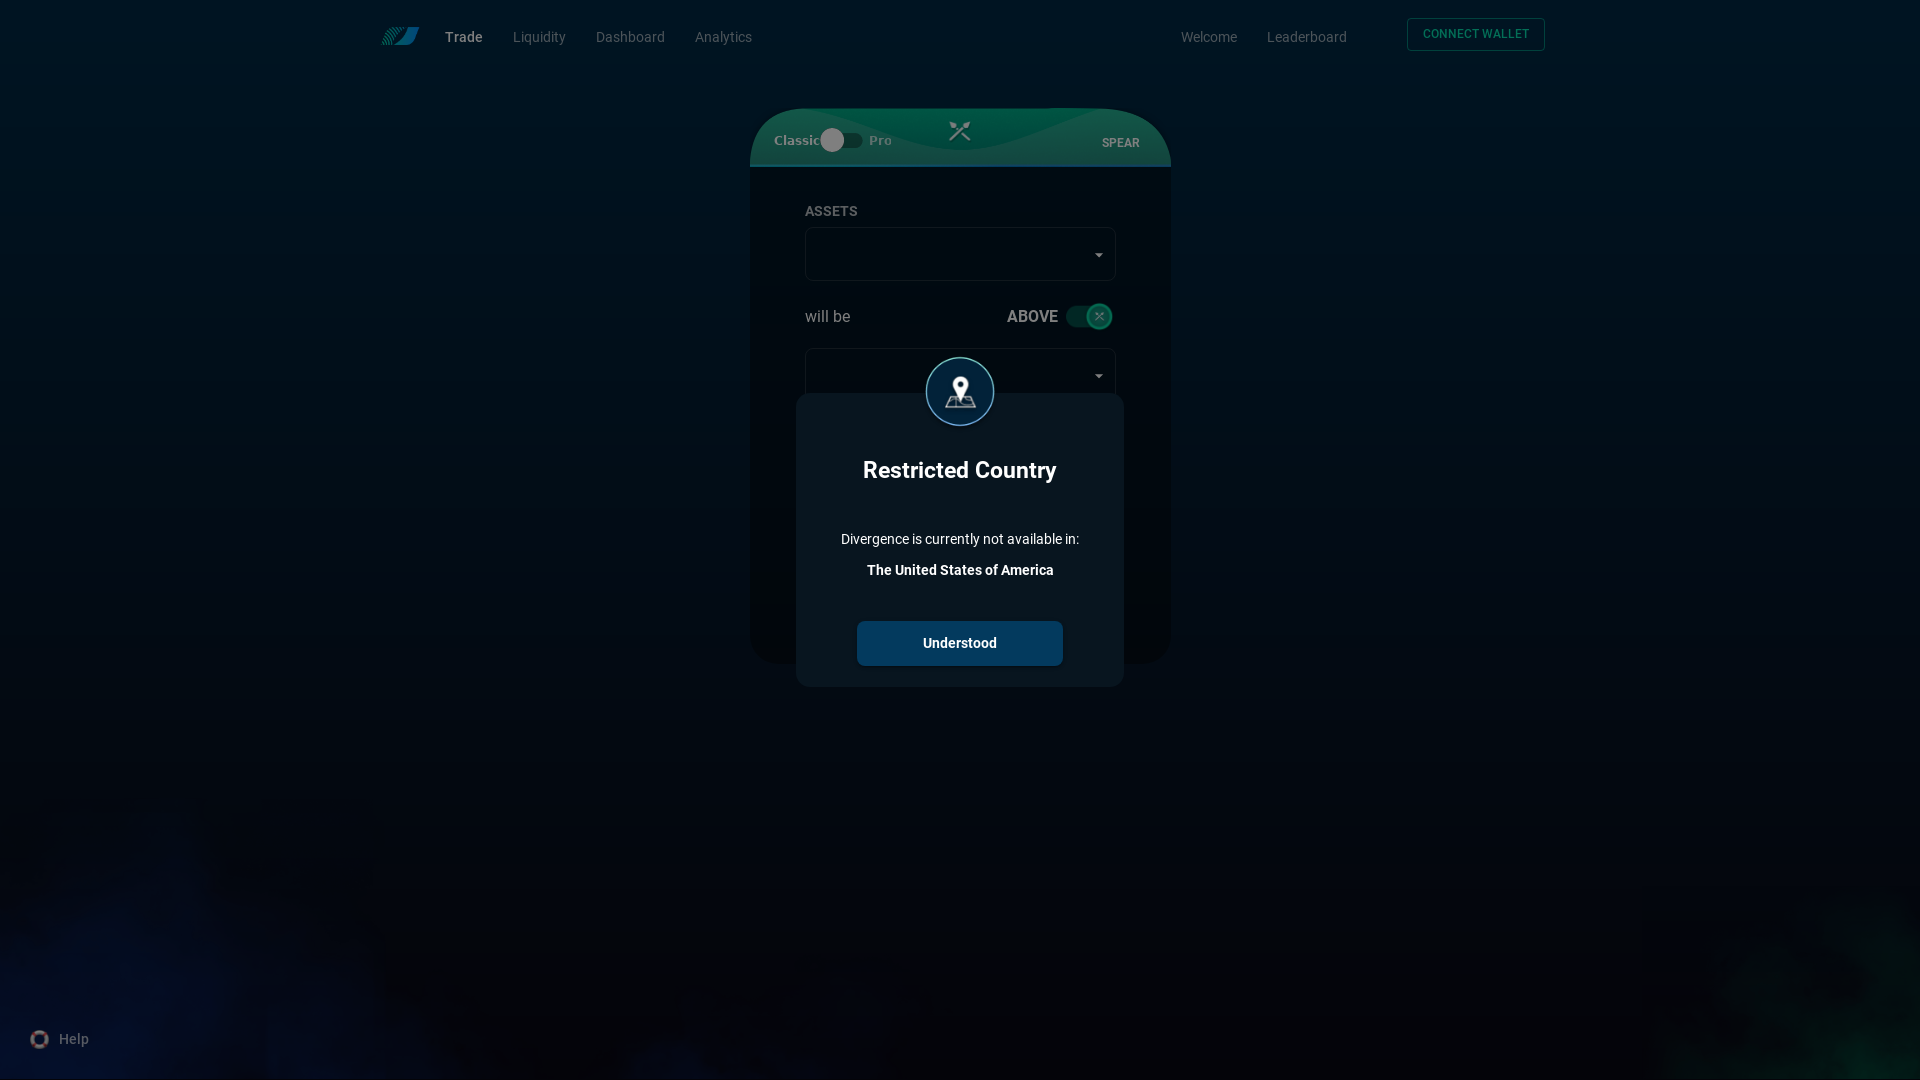 Trade
Liquidity
Dashboard
Analytics
Welcome
Leaderboard
CONNECT WALLET
Classic
Pro
SPEAR
ASSETS
will be
ABOVE
Restricted Country
Divergence is currently not available in:
The United States of America
Understood
Help